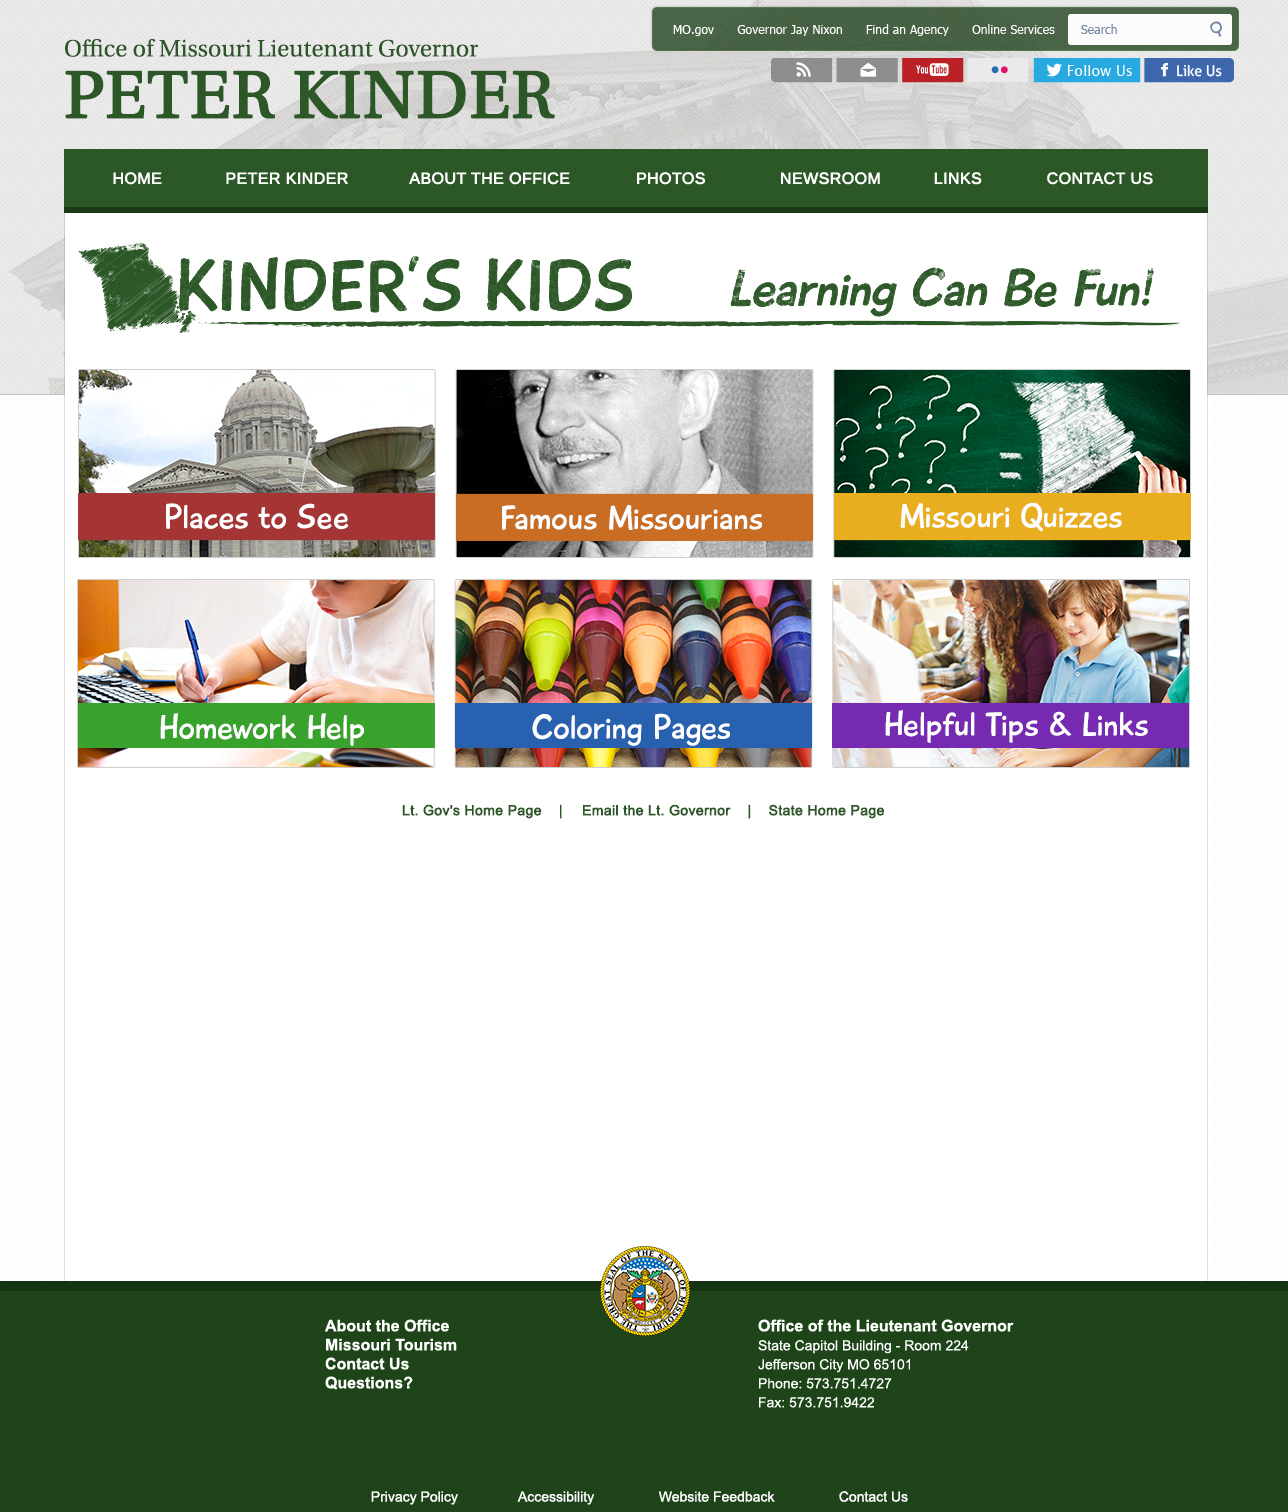 MO.gov Governor Jay Nixon Find an Agency Online Services Search
Office of Missouri Lieutenant Governor
PETER KINDER
YouTube Follow Us Like Us
HOME PETER KINDER ABOUT THE OFFICE PHOTOS NEWSROOM LINKS CONTACT US
KINDER'S KIDS Learning Can Be Fun!
Places to See Famous Missourians Missouri Quizzes
Homework Help Coloring Pages Helpful Tips & Links
Lt. Gov's Home Page | Email the Lt. Governor | State Home Page
THE GREAT SEAL OF THE STATE OF MISSOURI
About the Office
Missouri Tourism
Contact Us
Questions?
Office of the Lieutenant Governor
State Capitol Building - Room 224
Jefferson City MO 65101
Phone: 573.751.4727
Fax: 573.751.9422
Privacy Policy Accessibility Website Feedback Contact Us